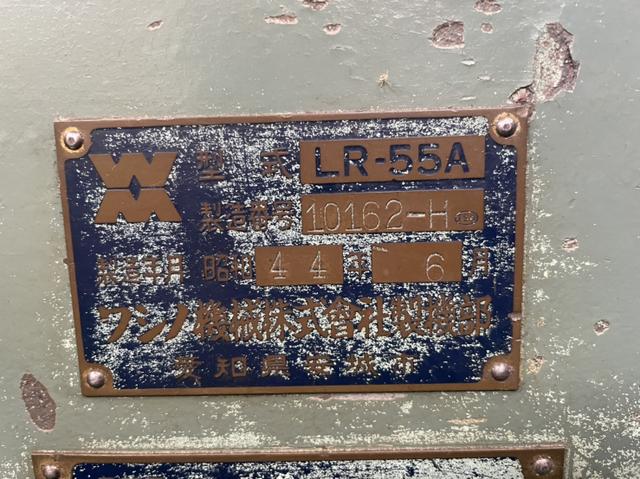 型式 LR-55A
製造番号 10162-H
製造年月 昭和 44 年 6 月
ワシノ機械株式會社製機部
愛知県安城市